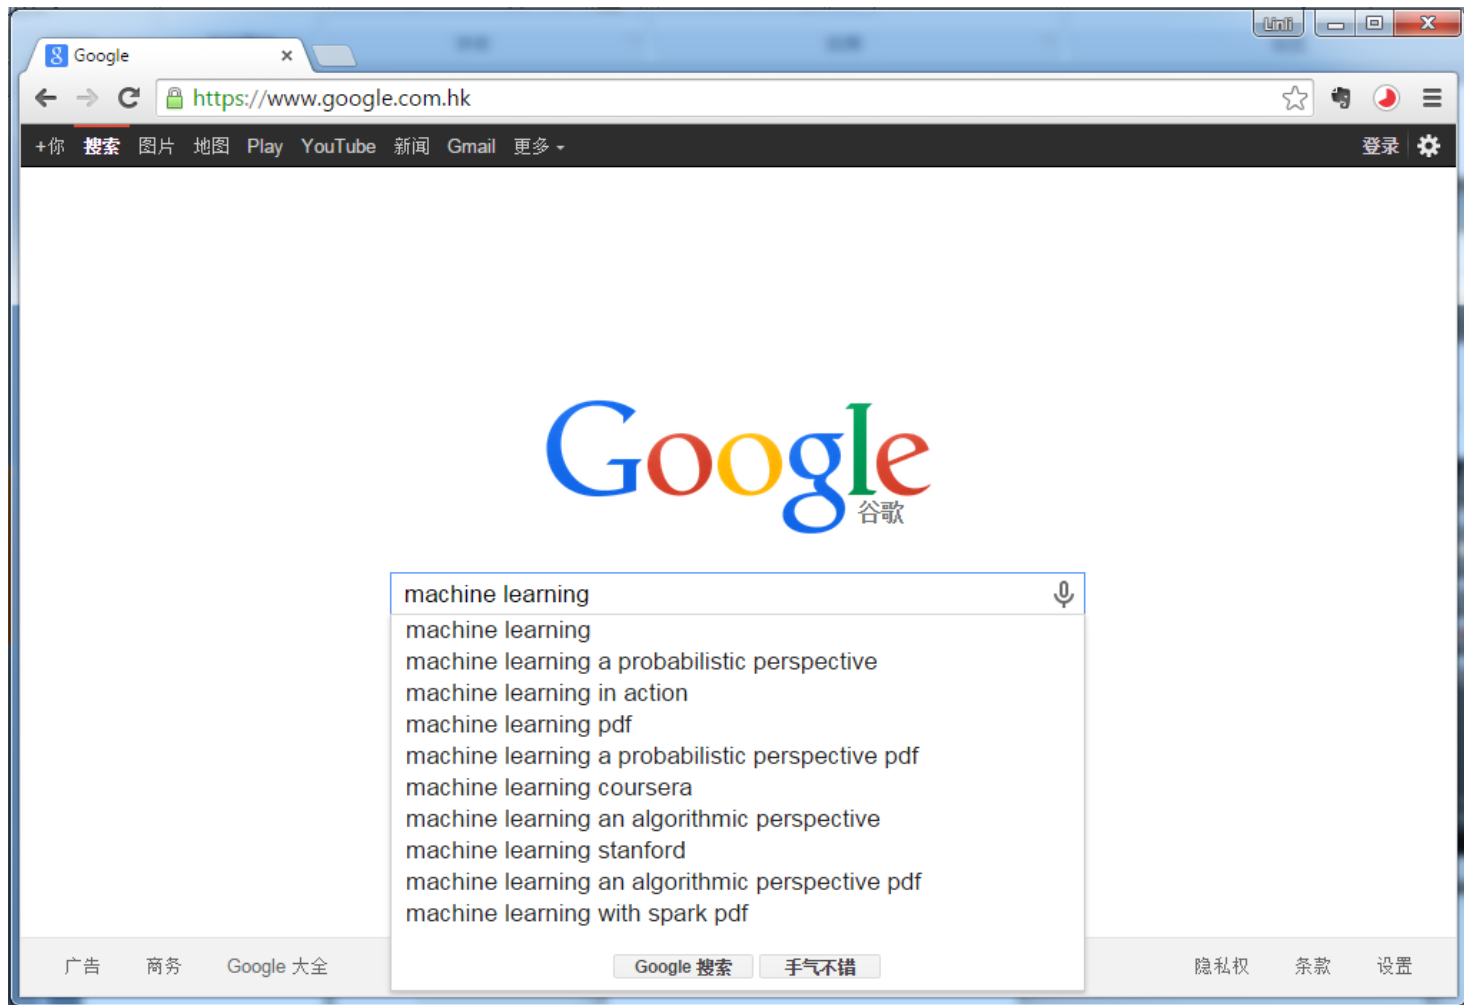 Linli
Google
https://www.google.com.hk
+你 搜索 图片 地图 Play YouTube 新闻 Gmail 更多 登录
Google
谷歌
machine learning
machine learning
machine learning a probabilistic perspective
machine learning in action
machine learning pdf
machine learning a probabilistic perspective pdf
machine learning coursera
machine learning an algorithmic perspective
machine learning stanford
machine learning an algorithmic perspective pdf
machine learning with spark pdf
Google 搜索 手气不错
广告 商务 Google 大全 隐私权 条款 设置